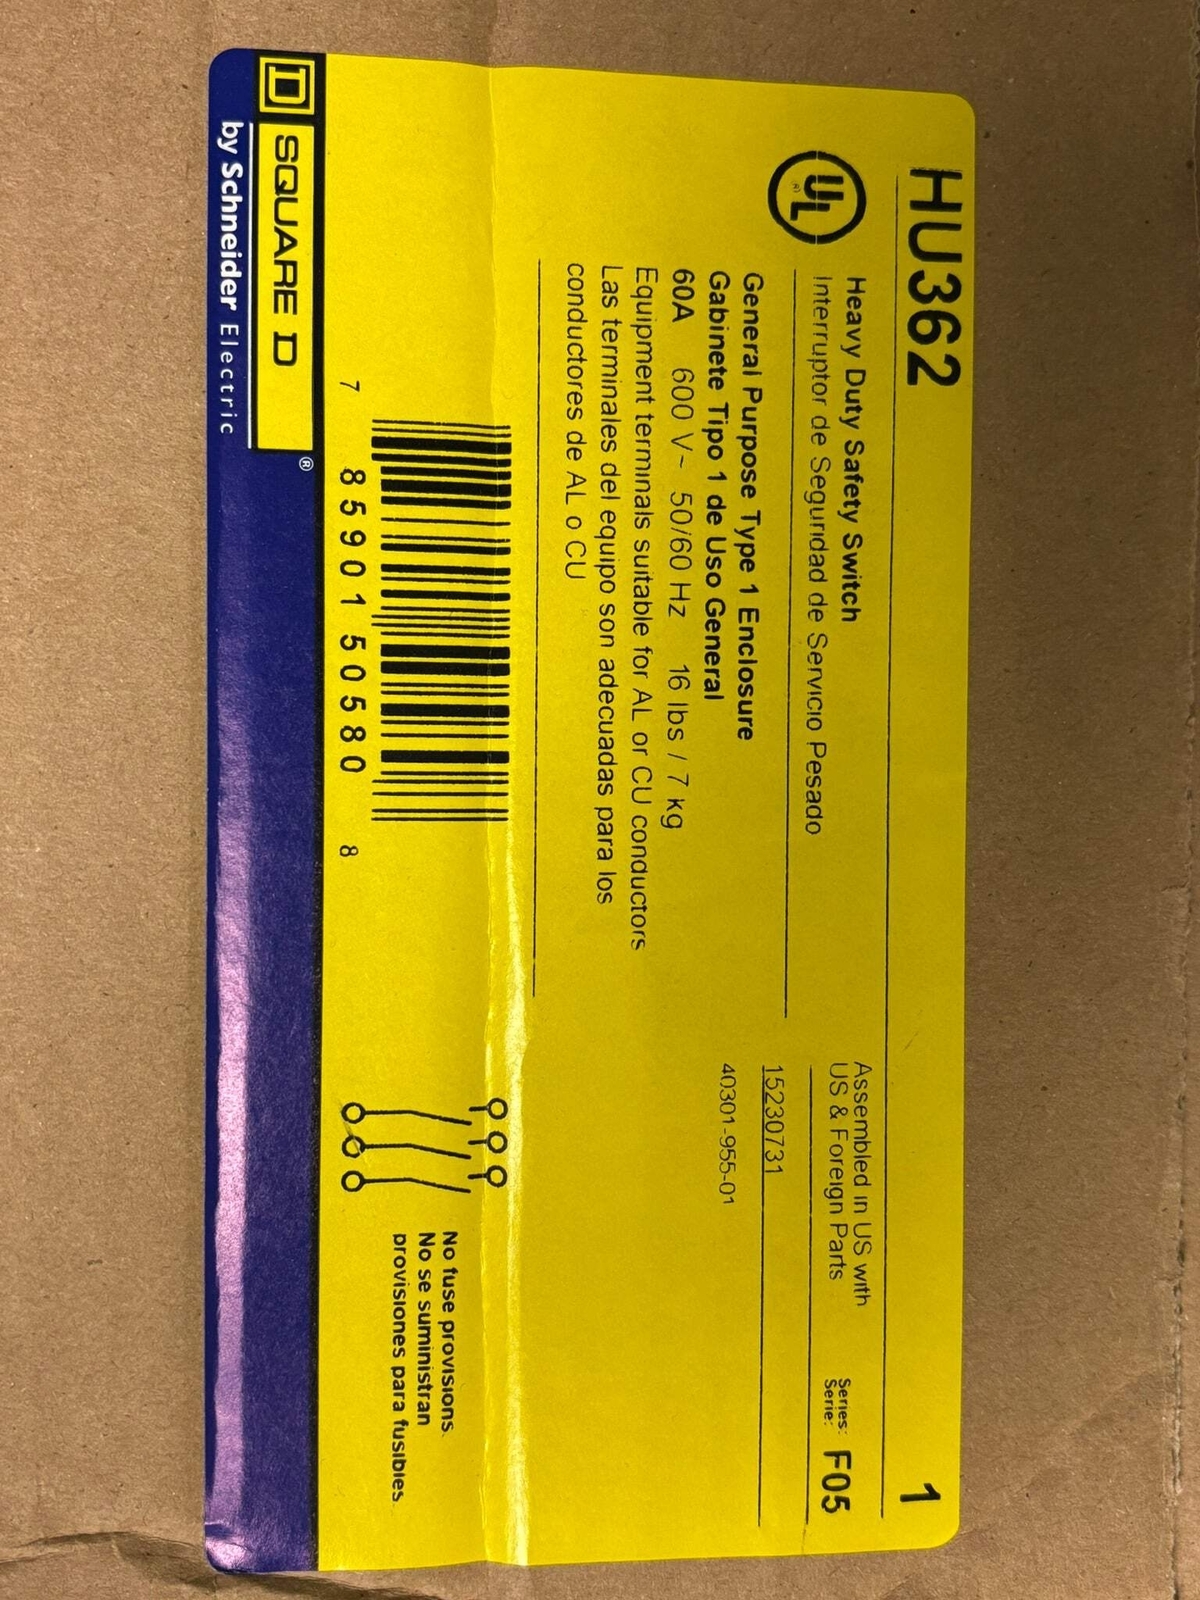 HU362
1
Heavy Duty Safety Switch
Interruptor de Seguridad de Servicio Pesado
Assembled in US with
US & Foreign Parts
Series:
Serie:
F05
UL
®
General Purpose Type 1 Enclosure
Gabinete Tipo 1 de Uso General
60A 600 V~ 50/60 Hz 16 lbs / 7 kg
Equipment terminals suitable for AL or CU conductors
Las terminales del equipo son adecuadas para los
conductores de AL o CU
15230731
40301-955-01
7 85901 50580 8
No fuse provisions.
No se suministran
provisiones para fusibles.
D SQUARE D ®
by Schneider Electric